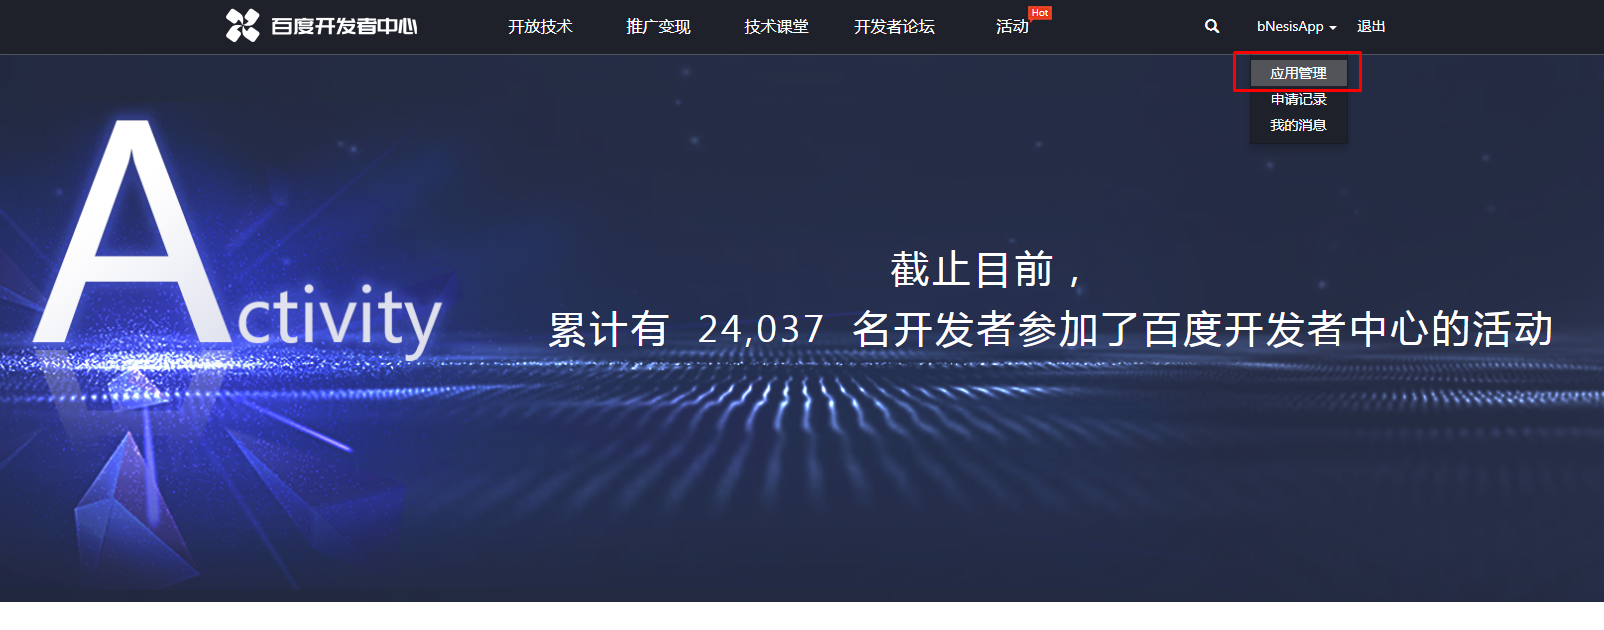 百度开发者中心
开放技术
推广变现
技术课堂
开发者论坛
活动
Hot
bNesisApp
退出
应用管理
申请记录
我的消息
Activity
截止目前，
累计有 24,037 名开发者参加了百度开发者中心的活动